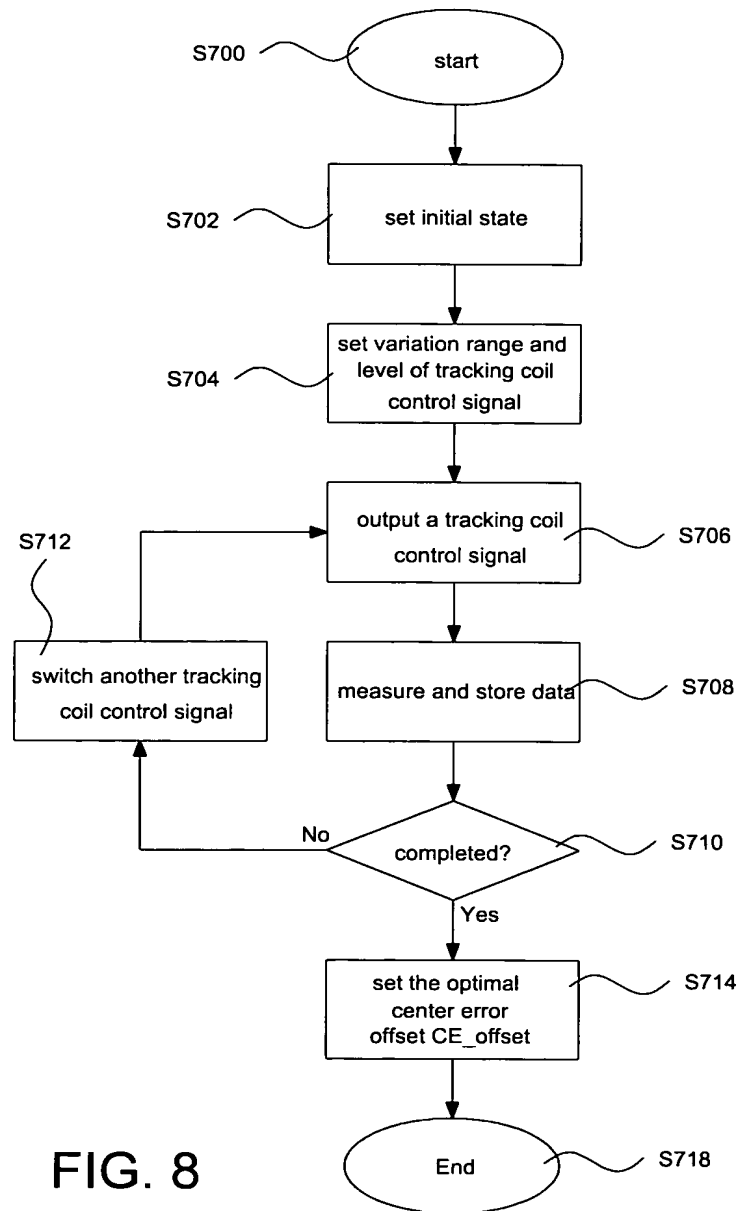 S700
start
S702
set initial state
S704
set variation range and
level of tracking coil
control signal
S706
output a tracking coil
control signal
S712
switch another tracking
coil control signal
S708
measure and store data
No
completed?
S710
Yes
S714
set the optimal
center error
offset CE_offset
End
S718
FIG. 8